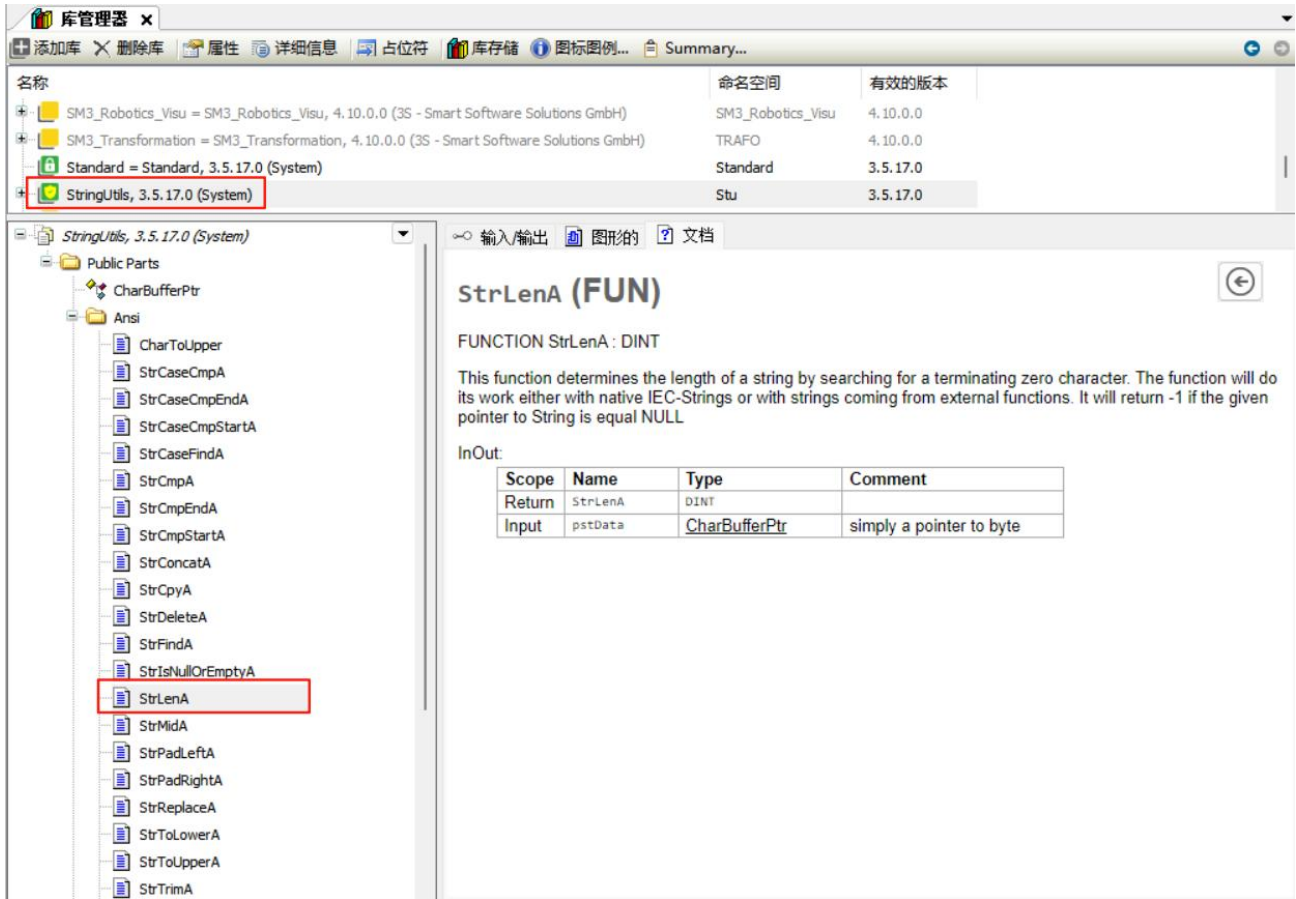 库管理器
添加库 删除库 属性 详细信息 占位符 库存储 图标图例... Summary...
名称 命名空间 有效的版本
SM3_Robotics_Visu = SM3_Robotics_Visu, 4.10.0.0 (3S - Smart Software Solutions GmbH) SM3_Robotics_Visu 4.10.0.0
SM3_Transformation = SM3_Transformation, 4.10.0.0 (3S - Smart Software Solutions GmbH) TRAFO 4.10.0.0
Standard = Standard, 3.5.17.0 (System) Standard 3.5.17.0
StringUtils, 3.5.17.0 (System) Stu 3.5.17.0
StringUtils, 3.5.17.0 (System)
Public Parts
CharBufferPtr
Ansi
CharToUpper
StrCaseCmpA
StrCaseCmpEndA
StrCaseCmpStartA
StrCaseFindA
StrCmpA
StrCmpEndA
StrCmpStartA
StrConcatA
StrCpyA
StrDeleteA
StrFindA
StrIsNullOrEmptyA
StrLenA
StrMidA
StrPadLeftA
StrPadRightA
StrReplaceA
StrToLowerA
StrToUpperA
StrTrimA
输入/输出 图形的 文档
StrLenA (FUN)
FUNCTION StrLenA : DINT
This function determines the length of a string by searching for a terminating zero character. The function will do
its work either with native IEC-Strings or with strings coming from external functions. It will return -1 if the given
pointer to String is equal NULL
InOut:
Scope Name Type Comment
Return StrLenA DINT
Input pstData CharBufferPtr simply a pointer to byte